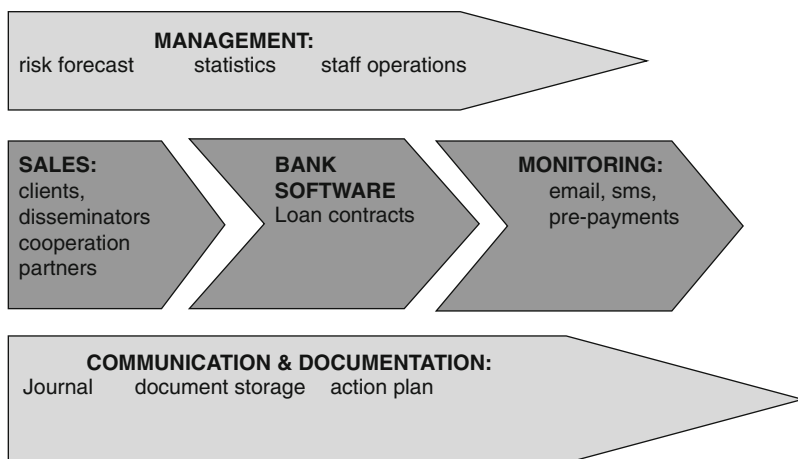 MANAGEMENT:
risk forecast statistics staff operations
SALES:
clients,
disseminators
cooperation
partners
BANK
SOFTWARE
Loan contracts
MONITORING:
email, sms,
pre-payments
COMMUNICATION & DOCUMENTATION:
Journal document storage action plan